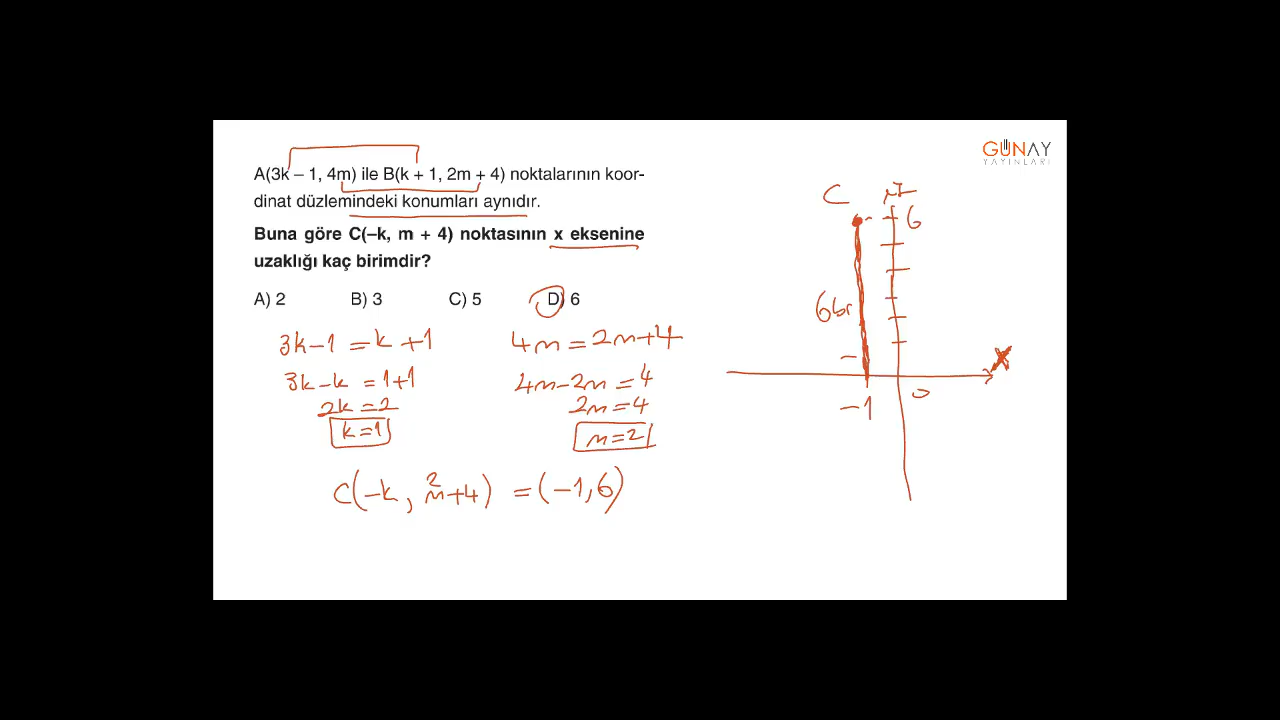 GÜNAY
YAYINLARI
A(3k – 1, 4m) ile B(k + 1, 2m + 4) noktalarının koor-
dinat düzlemindeki konumları aynıdır.
Buna göre C(–k, m + 4) noktasının x eksenine
uzaklığı kaç birimdir?
A) 2 B) 3 C) 5 D) 6
3k-1 = k+1
3k-k = 1+1
2k = 2
k=1
4m = 2m+4
4m-2m = 4
2m = 4
m=2
C(-k, m+4) = (-1,6)
2
C
6
6br
x
-1
0